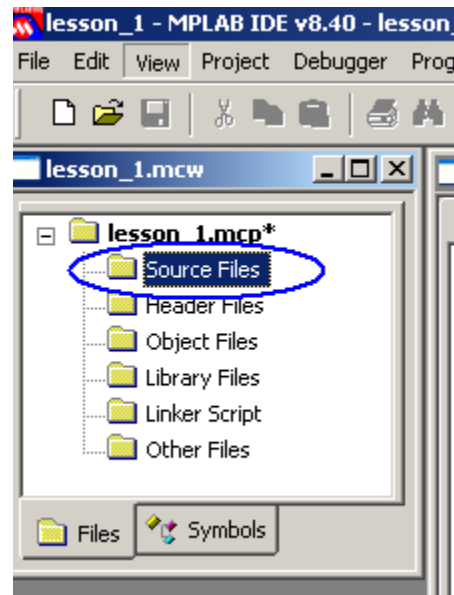 lesson_1 - MPLAB IDE v8.40 - lesson_
File Edit View Project Debugger Prog
lesson_1.mcw
lesson_1.mcp*
Source Files
Header Files
Object Files
Library Files
Linker Script
Other Files
Files Symbols